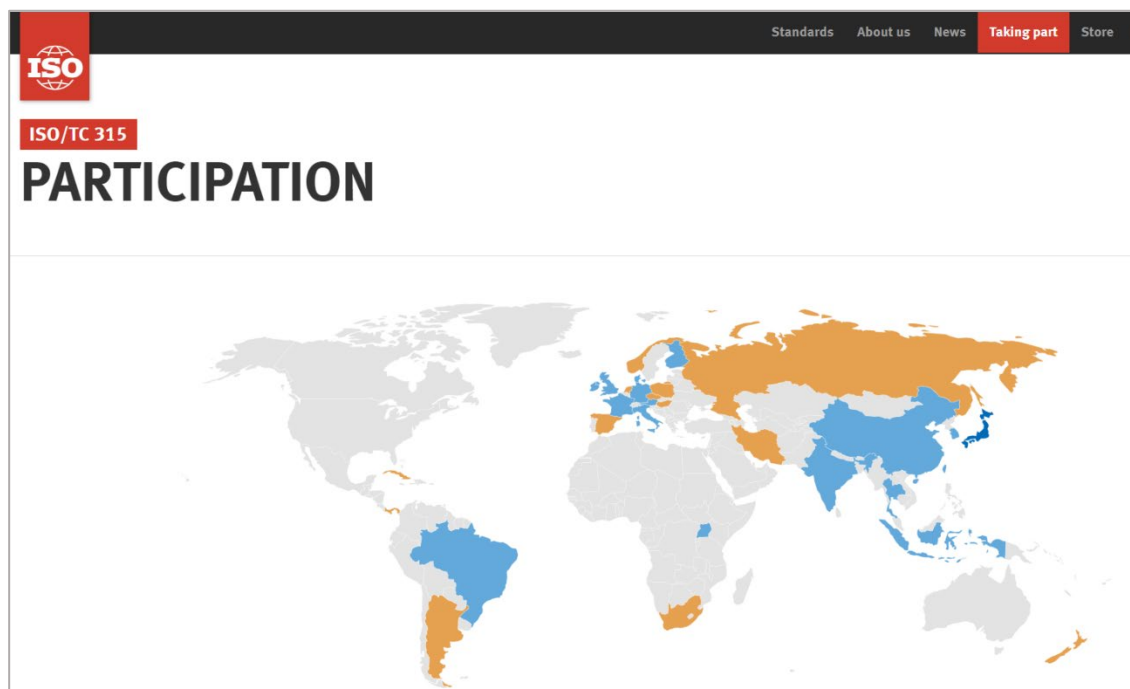 Standards About us News Taking part Store
ISO
ISO/TC 315
PARTICIPATION